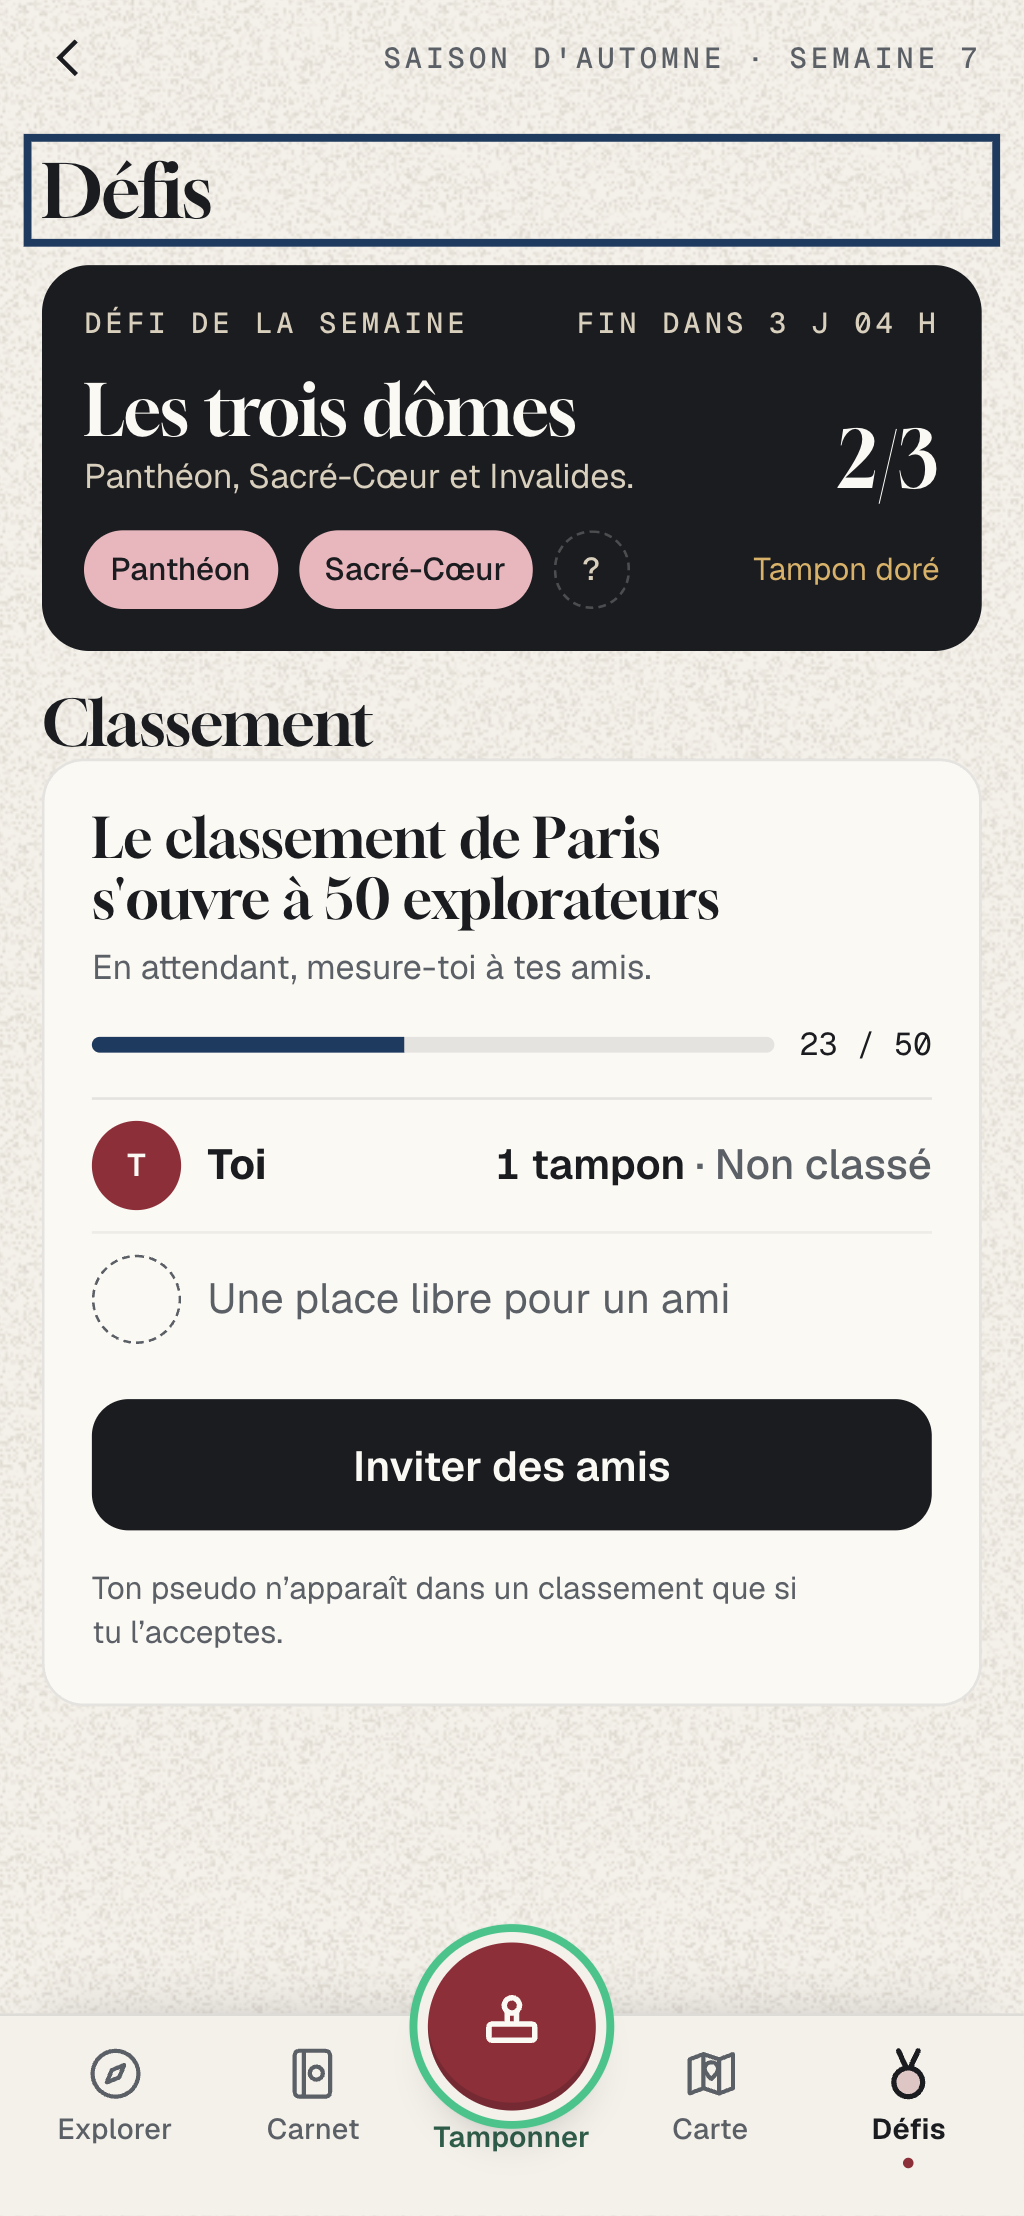 SAISON D'AUTOMNE · SEMAINE 7
Défis
DÉFI DE LA SEMAINE
FIN DANS 3 J 04 H
Les trois dômes
Panthéon, Sacré-Cœur et Invalides.
2/3
Panthéon
Sacré-Cœur
?
Tampon doré
Classement
Le classement de Paris
s'ouvre à 50 explorateurs
En attendant, mesure-toi à tes amis.
23 / 50
T
Toi
1 tampon · Non classé
Une place libre pour un ami
Inviter des amis
Ton pseudo n’apparaît dans un classement que si
tu l’acceptes.
Explorer
Carnet
Tamponner
Carte
Défis